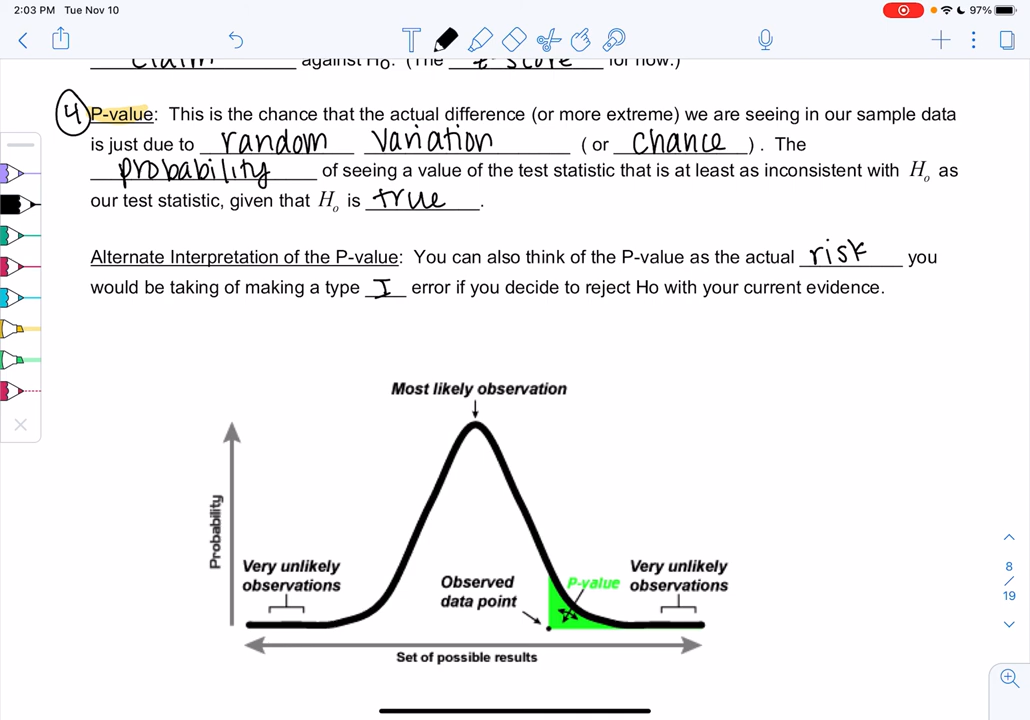 2:03 PM Tue Nov 10
97%
claim against Ho. (The t-score for now.)
4 P-value: This is the chance that the actual difference (or more extreme) we are seeing in our sample data
is just due to random variation (or chance). The
probability of seeing a value of the test statistic that is at least as inconsistent with Ho as
our test statistic, given that Ho is true.
Alternate Interpretation of the P-value: You can also think of the P-value as the actual risk you
would be taking of making a type I error if you decide to reject Ho with your current evidence.
Most likely observation
Probability
Very unlikely
observations
Observed
data point
P-value
Very unlikely
observations
Set of possible results
8
/
19